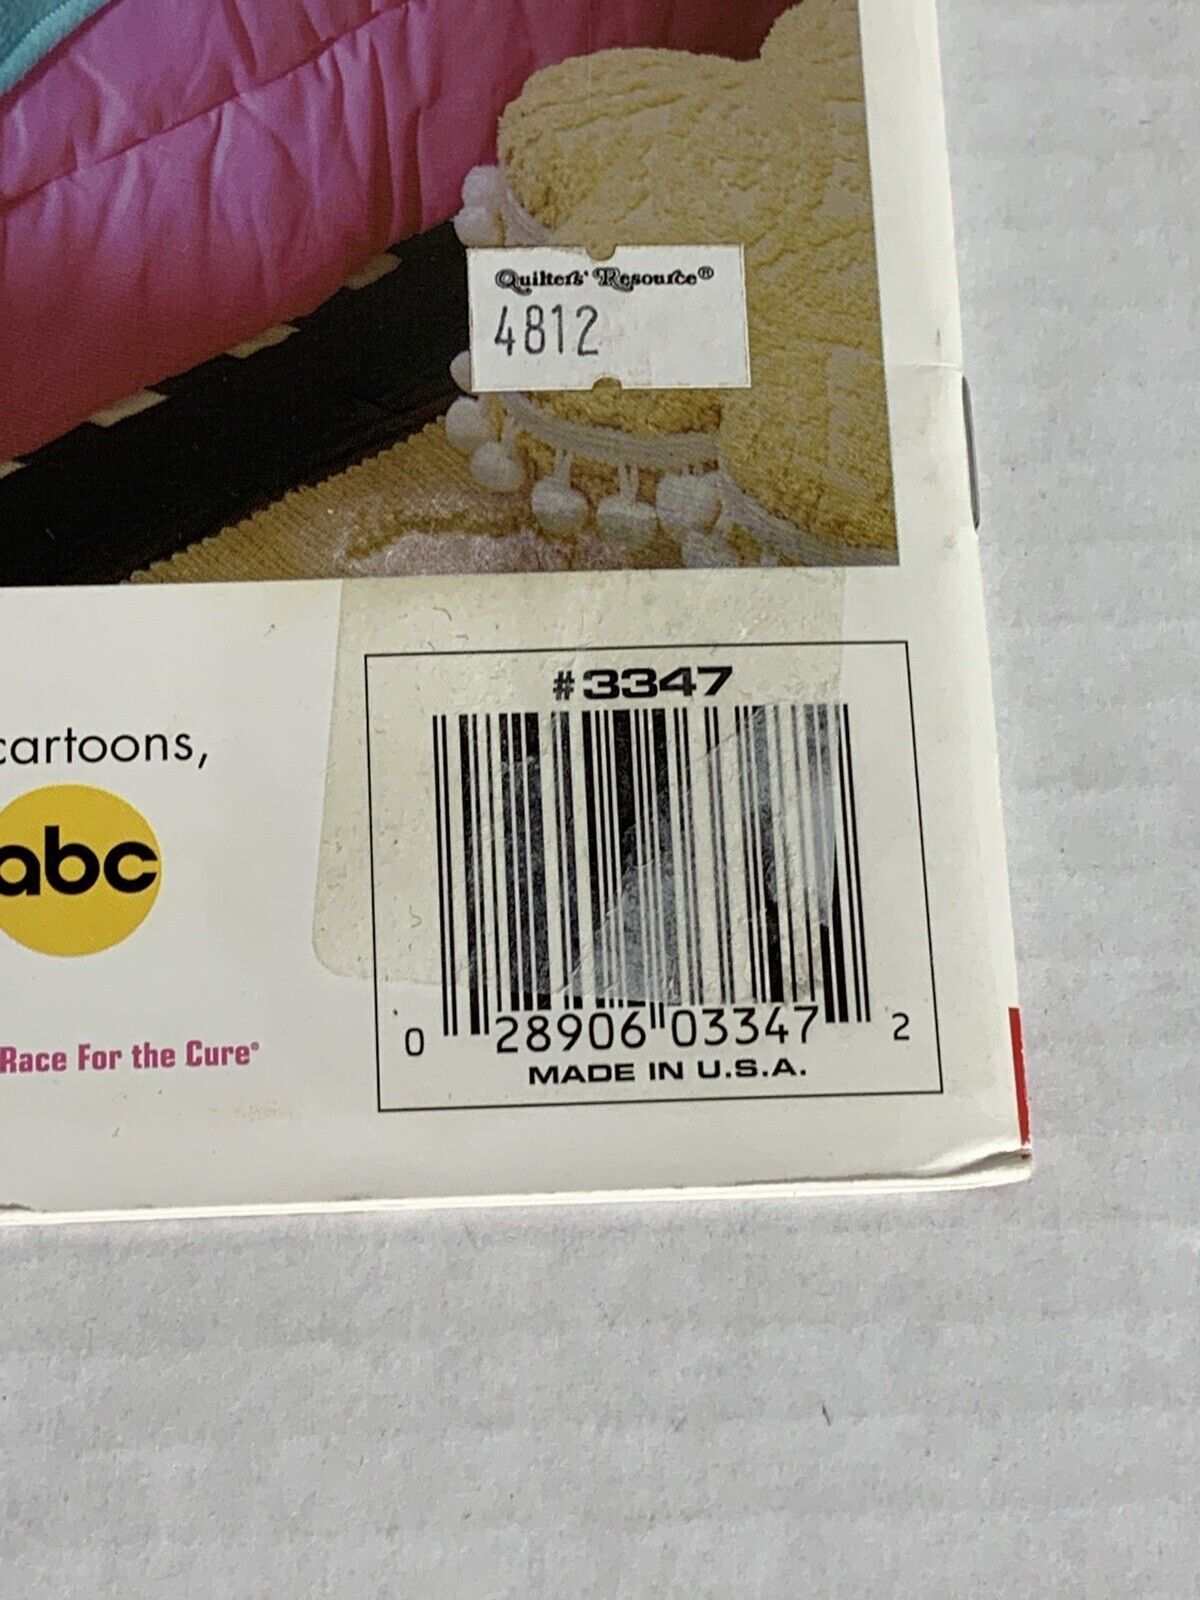 Quilters' Resource®
4812
#3347
cartoons,
abc
0 28906 03347 2
Race For the Cure®
MADE IN U.S.A.